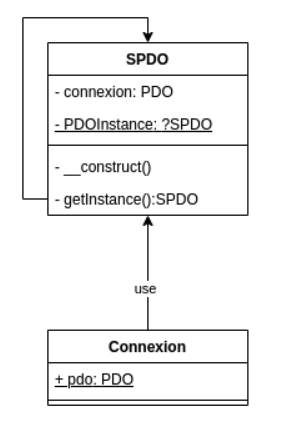 SPDO
- connexion: PDO
- PDOInstance: ?SPDO
- __construct()
- getInstance():SPDO
use
Connexion
+ pdo: PDO